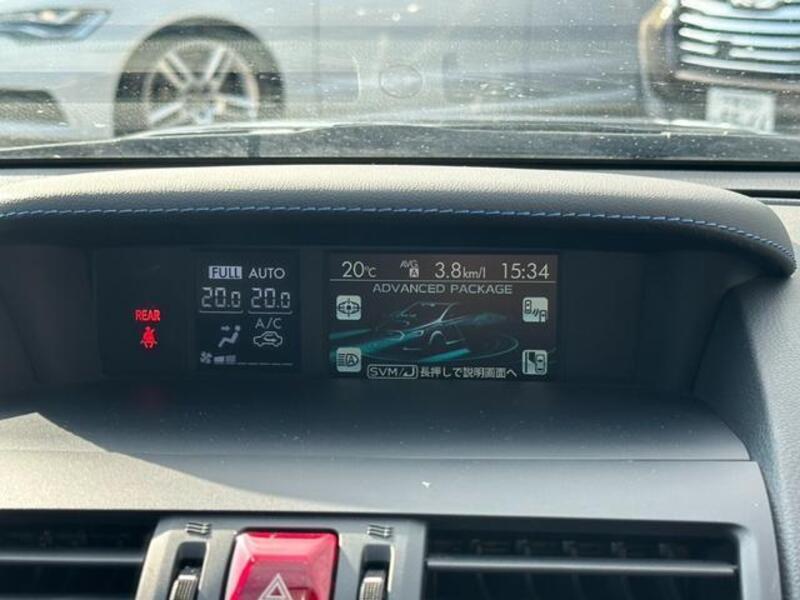 REAR
FULL AUTO
20.0 20.0
A/C
20°C AVG A 3.8km/l 15:34
ADVANCED PACKAGE
SVM/ 長押しで説明画面へ